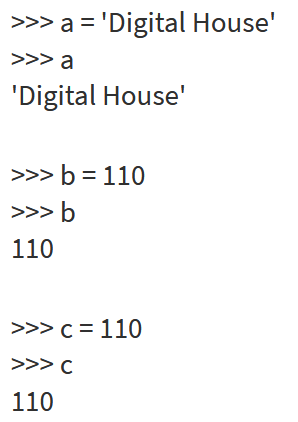 >>> a = 'Digital House'
>>> a
'Digital House'
>>> b = 110
>>> b
110
>>> c = 110
>>> c
110